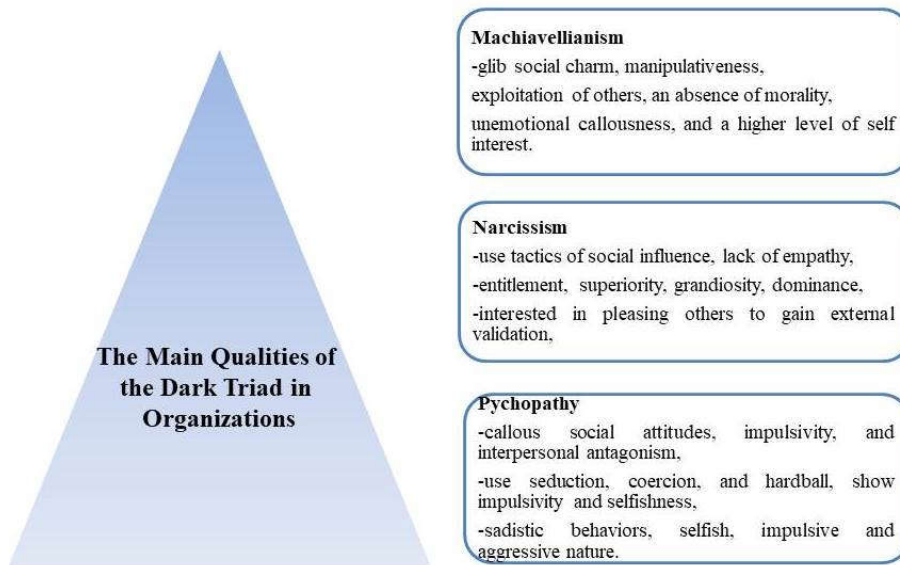 The Main Qualities of
the Dark Triad in
Organizations
Machiavellianism
-glib social charm, manipulativeness,
exploitation of others, an absence of morality,
unemotional callousness, and a higher level of self
interest.
Narcissism
-use tactics of social influence, lack of empathy,
-entitlement, superiority, grandiosity, dominance,
-interested in pleasing others to gain external
validation,
Pychopathy
-callous social attitudes, impulsivity, and
interpersonal antagonism,
-use seduction, coercion, and hardball, show
impulsivity and selfishness,
-sadistic behaviors, selfish, impulsive and
aggressive nature.